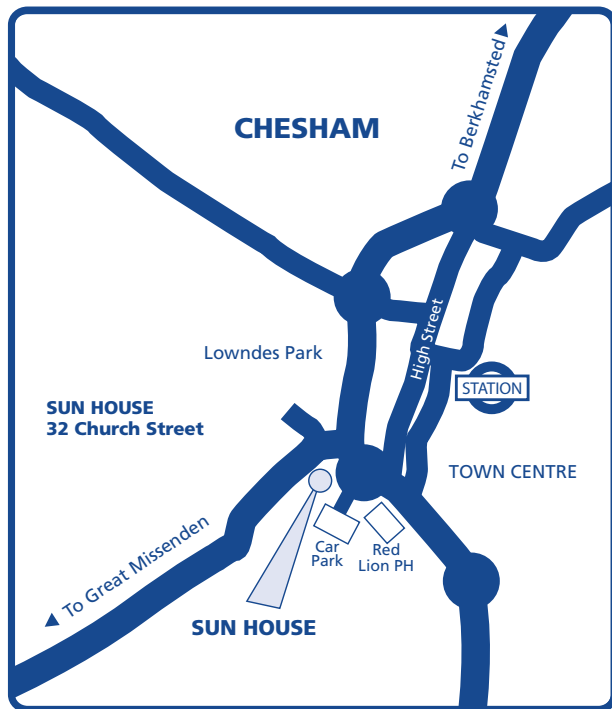 To Berkhamsted
CHESHAM
High Street
Lowndes Park
STATION
SUN HOUSE
32 Church Street
TOWN CENTRE
To Great Missenden
Car
Park
Red
Lion PH
SUN HOUSE